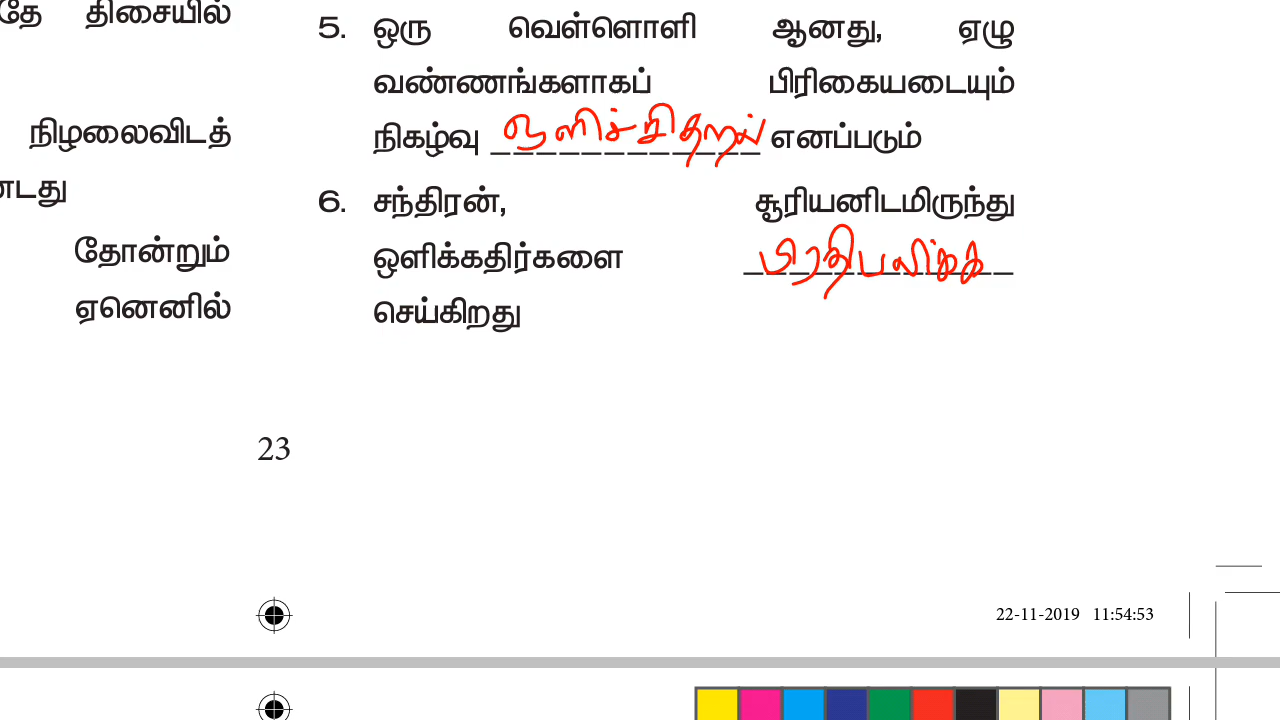 தே திசையில்
நிழலைவிடத்
டது
தோன்றும்
ஏனெனில்
5. ஒரு வெள்ளொளி ஆனது, ஏழு
வண்ணங்களாகப் பிரிகையடையும்
நிகழ்வு ஒளிச்சிதறல் எனப்படும்
6. சந்திரன், சூரியனிடமிருந்து
ஒளிக்கதிர்களை பிரதிபலிக்க
செய்கிறது
23
22-11-2019 11:54:53